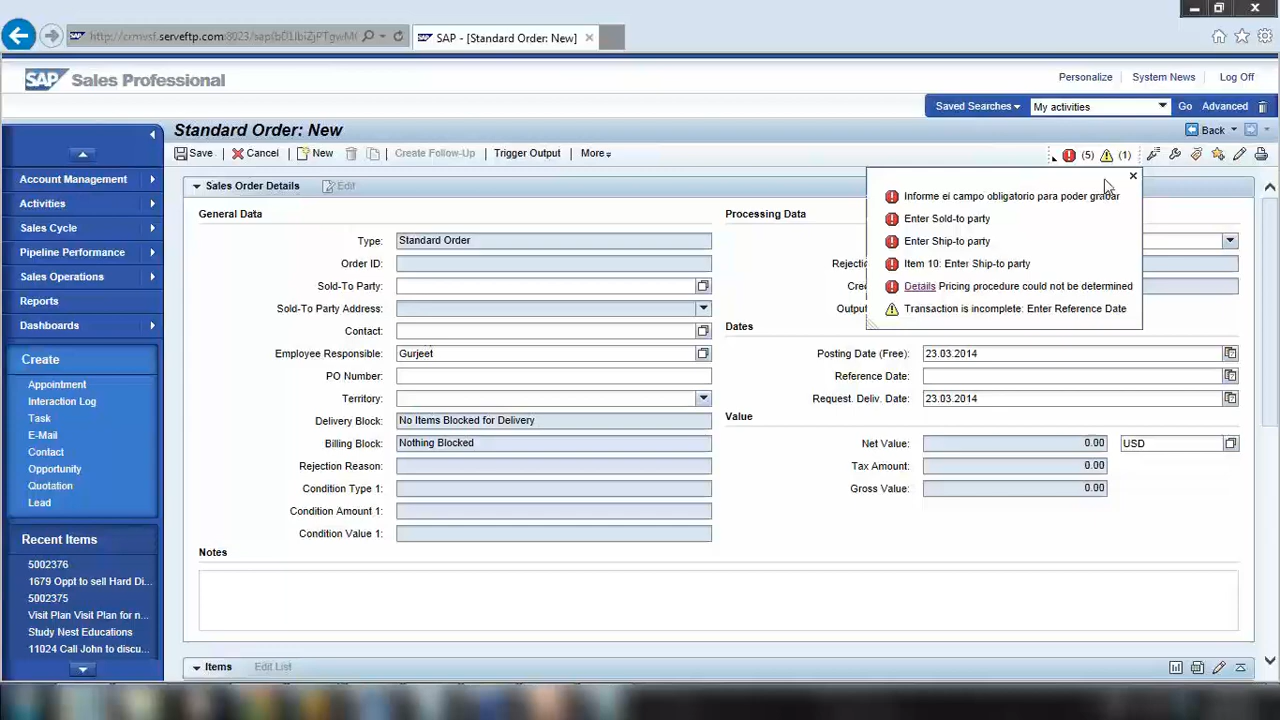 http://crmvsf.serveftp.com:8023/sap(bD1lbiZjPTgwM
SAP - [Standard Order: New]
SAP Sales Professional
Personalize System News Log Off
Saved Searches My activities Go Advanced
Standard Order: New
Back
Save Cancel New Create Follow-Up Trigger Output More
(5) (1)
Account Management
Activities
Sales Cycle
Pipeline Performance
Sales Operations
Reports
Dashboards
Create
Appointment
Interaction Log
Task
E-Mail
Contact
Opportunity
Quotation
Lead
Recent Items
5002376
1679 Oppt to sell Hard Di...
5002375
Visit Plan Visit Plan for n...
Study Nest Educations
11024 Call John to discu...
Sales Order Details Edit
General Data
Type: Standard Order
Order ID:
Sold-To Party:
Sold-To Party Address:
Contact:
Employee Responsible: Gurjeet
PO Number:
Territory:
Delivery Block: No Items Blocked for Delivery
Billing Block: Nothing Blocked
Rejection Reason:
Condition Type 1:
Condition Amount 1:
Condition Value 1:
Processing Data
Informe el campo obligatorio para poder grabar
Enter Sold-to party
Enter Ship-to party
Item 10: Enter Ship-to party
Details Pricing procedure could not be determined
Transaction is incomplete: Enter Reference Date
Dates
Posting Date (Free): 23.03.2014
Reference Date:
Request. Deliv. Date: 23.03.2014
Value
Net Value: 0.00 USD
Tax Amount: 0.00
Gross Value: 0.00
Notes
Items Edit List